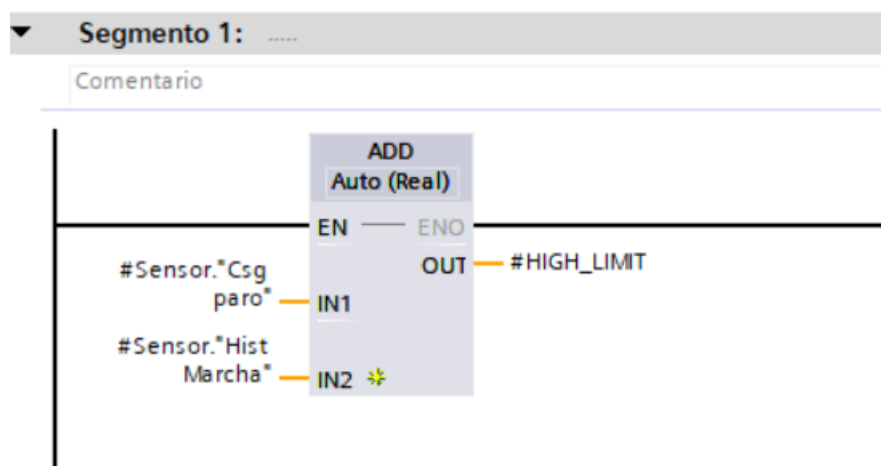 Segmento 1: .....
Comentario
ADD
Auto (Real)
EN ENO
#Sensor."Csg
paro"
IN1
OUT
#HIGH_LIMIT
#Sensor."Hist
Marcha"
IN2